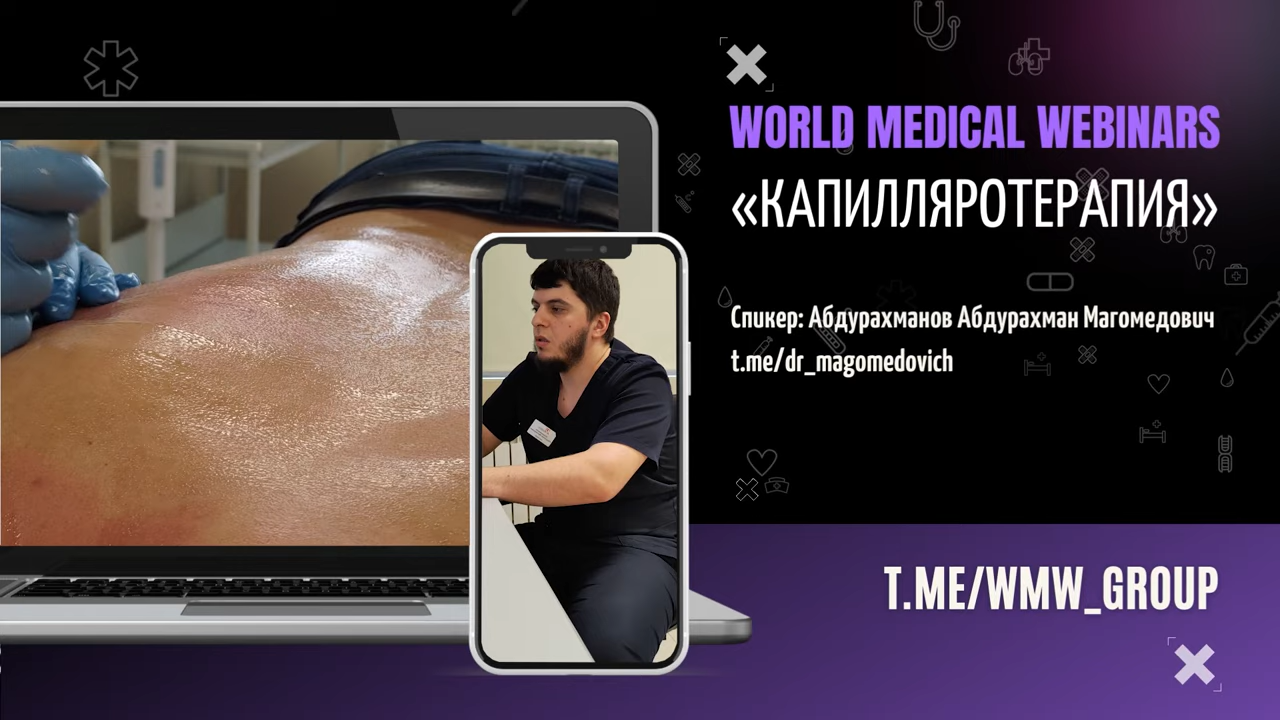 WORLD MEDICAL WEBINARS
«КАПИЛЛЯРОТЕРАПИЯ»
Спикер: Абдурахманов Абдурахман Магомедович
t.me/dr_magomedovich
T.ME/WMW_GROUP